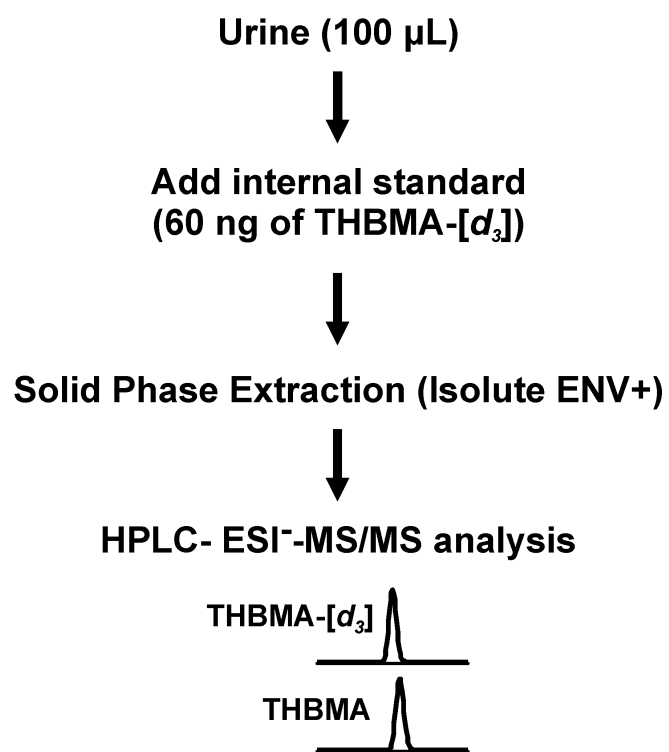 Urine (100 µL)
Add internal standard
(60 ng of THBMA-[d₃])
Solid Phase Extraction (Isolute ENV+)
HPLC- ESI⁻-MS/MS analysis
THBMA-[d₃]
THBMA